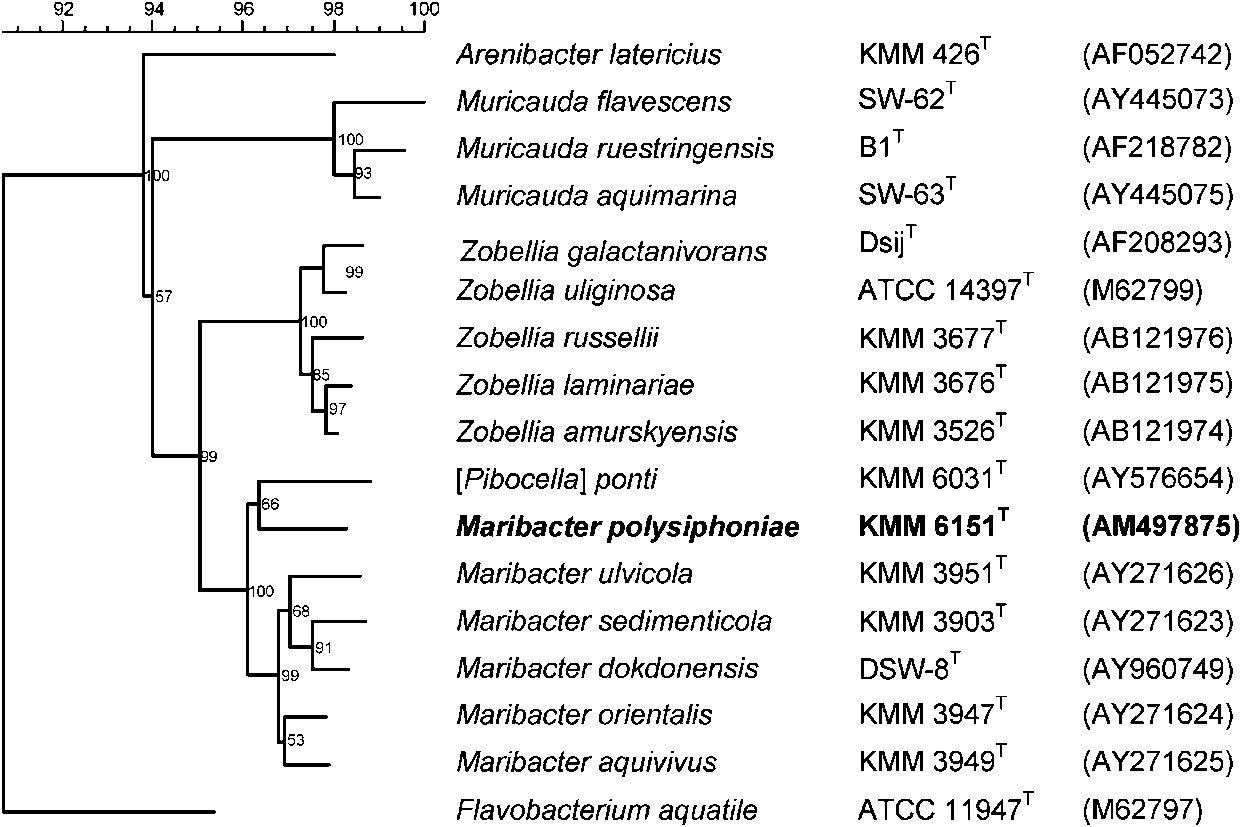 92 94 96 98 100
Arenibacter latericius KMM 426T (AF052742)
Muricauda flavescens SW-62T (AY445073)
100
Muricauda ruestringensis B1T (AF218782)
93
100
Muricauda aquimarina SW-63T (AY445075)
Zobellia galactanivorans DsijT (AF208293)
99
Zobellia uliginosa ATCC 14397T (M62799)
57
100
Zobellia russellii KMM 3677T (AB121976)
85
Zobellia laminariae KMM 3676T (AB121975)
97
Zobellia amurskyensis KMM 3526T (AB121974)
99
[Pibocella] ponti KMM 6031T (AY576654)
66
Maribacter polysiphoniae KMM 6151T (AM497875)
Maribacter ulvicola KMM 3951T (AY271626)
100
68
Maribacter sedimenticola KMM 3903T (AY271623)
91
Maribacter dokdonensis DSW-8T (AY960749)
99
Maribacter orientalis KMM 3947T (AY271624)
53
Maribacter aquivivus KMM 3949T (AY271625)
Flavobacterium aquatile ATCC 11947T (M62797)